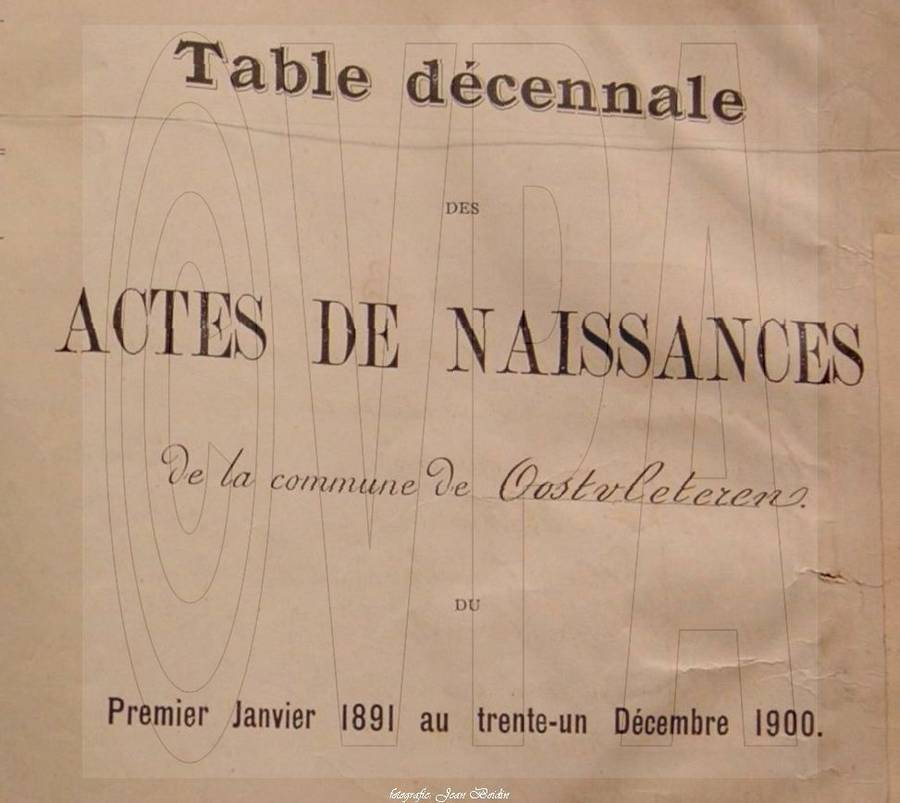 Table décennale
DES
ACTES DE NAISSANCES
de la commune de Oostvleteren.
DU
Premier Janvier 1891 au trente-un Décembre 1900.
OVPA
fotografie: Joan Beidin